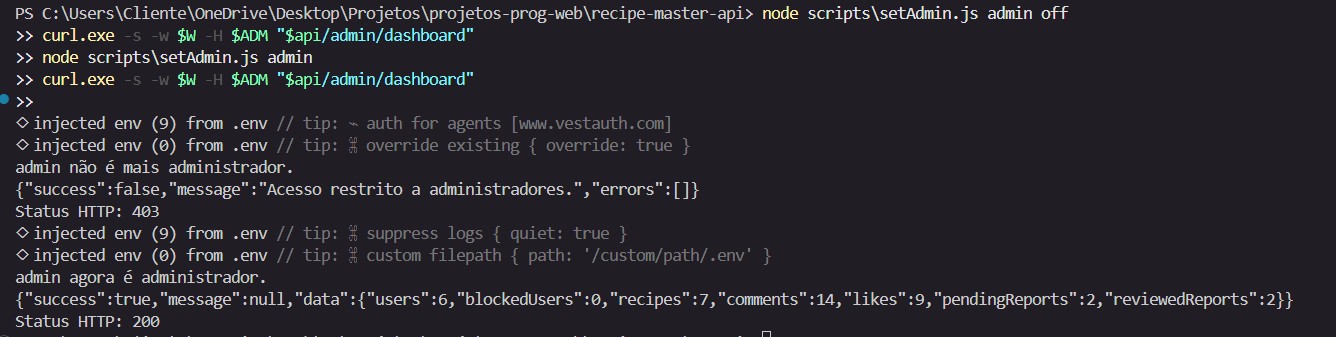 PS C:\Users\Cliente\OneDrive\Desktop\Projetos\projetos-prog-web\recipe-master-api> node scripts\setAdmin.js admin off
>> curl.exe -s -w $W -H $ADM "$api/admin/dashboard"
>> node scripts\setAdmin.js admin
>> curl.exe -s -w $W -H $ADM "$api/admin/dashboard"
>>
◇ injected env (9) from .env // tip: ⌁ auth for agents [www.vestauth.com]
◇ injected env (0) from .env // tip: ⌘ override existing { override: true }
admin não é mais administrador.
{"success":false,"message":"Acesso restrito a administradores.","errors":[]}
Status HTTP: 403
◇ injected env (9) from .env // tip: ⌘ suppress logs { quiet: true }
◇ injected env (0) from .env // tip: ⌘ custom filepath { path: '/custom/path/.env' }
admin agora é administrador.
{"success":true,"message":null,"data":{"users":6,"blockedUsers":0,"recipes":7,"comments":14,"likes":9,"pendingReports":2,"reviewedReports":2}}
Status HTTP: 200